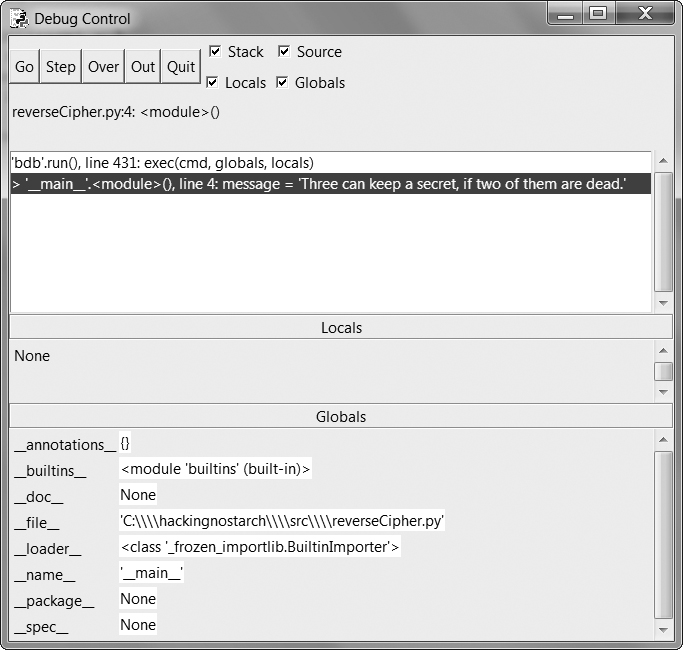 Debug Control
Go Step Over Out Quit Stack Source
Locals Globals
reverseCipher.py:4: <module>()
'bdb'.run(), line 431: exec(cmd, globals, locals)
> '__main__'.<module>(), line 4: message = 'Three can keep a secret, if two of them are dead.'
Locals
None
Globals
__annotations__ {}
__builtins__ <module 'builtins' (built-in)>
__doc__ None
__file__ 'C:\\\\hackingnostarch\\\\src\\\\reverseCipher.py'
__loader__ <class '_frozen_importlib.BuiltinImporter'>
__name__ '__main__'
__package__ None
__spec__ None